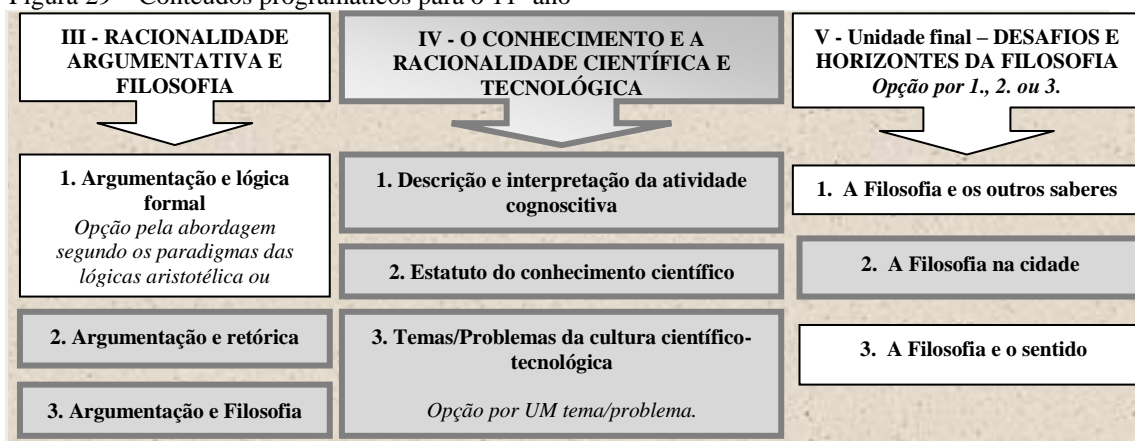 Figura 29 – Conteúdos programáticos para o 11º ano
III - RACIONALIDADE
ARGUMENTATIVA E
FILOSOFIA
1. Argumentação e lógica
formal
Opção pela abordagem
segundo os paradigmas das
lógicas aristotélica ou
2. Argumentação e retórica
3. Argumentação e Filosofia
IV - O CONHECIMENTO E A
RACIONALIDADE CIENTÍFICA E
TECNOLÓGICA
1. Descrição e interpretação da atividade
cognoscitiva
2. Estatuto do conhecimento científico
3. Temas/Problemas da cultura científico-
tecnológica
Opção por UM tema/problema.
V - Unidade final – DESAFIOS E
HORIZONTES DA FILOSOFIA
Opção por 1., 2. ou 3.
1. A Filosofia e os outros saberes
2. A Filosofia na cidade
3. A Filosofia e o sentido